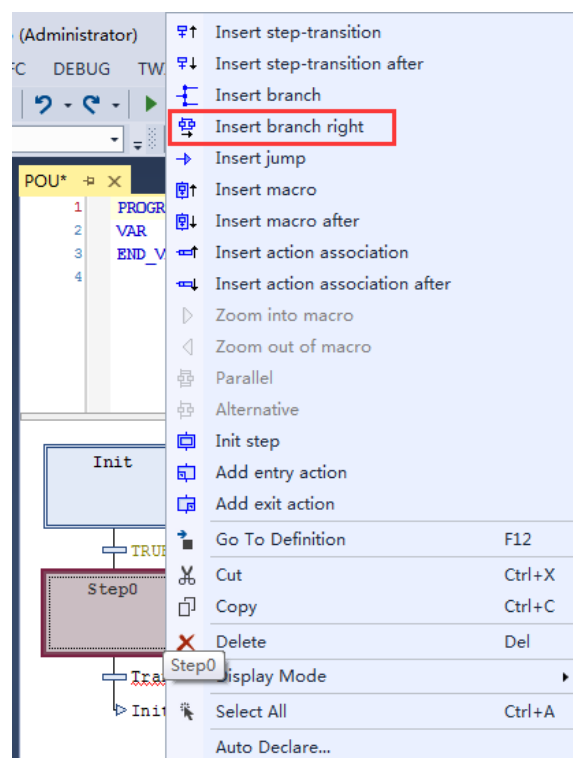 (Administrator)
DEBUG
POU*
1 PROGR
2 VAR
3 END_V
4
Init
TRUE
Step0
Init
Insert step-transition
Insert step-transition after
Insert branch
Insert branch right
Insert jump
Insert macro
Insert macro after
Insert action association
Insert action association after
Zoom into macro
Zoom out of macro
Parallel
Alternative
Init step
Add entry action
Add exit action
Go To Definition F12
Cut Ctrl+X
Copy Ctrl+C
Delete Del
Step0
Display Mode
Select All Ctrl+A
Auto Declare...